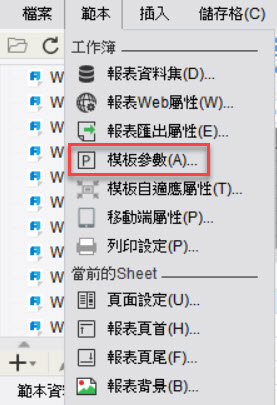 檔案 範本 插入 儲存格(C)
工作簿
報表資料集(D)...
報表Web屬性(W)...
報表匯出屬性(E)...
P 模板參數(A)...
模板自適應屬性(T)...
移動端屬性(P)...
列印設定(P)...
當前的Sheet
頁面設定(U)...
報表頁首(H)...
報表頁尾(F)...
報表背景(B)...
W
W
W
W
W
W
W
W
W
W
W
W
範本資